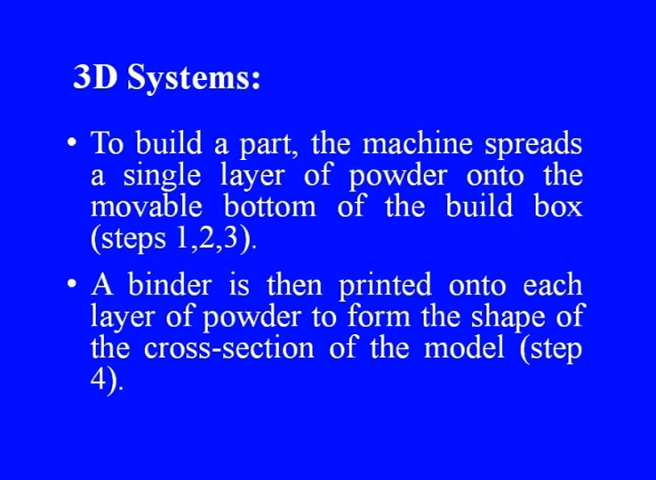 3D Systems:
• To build a part, the machine spreads
a single layer of powder onto the
movable bottom of the build box
(steps 1,2,3).
• A binder is then printed onto each
layer of powder to form the shape of
the cross-section of the model (step
4).